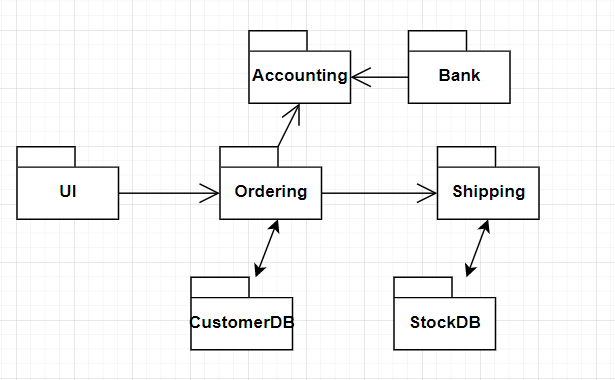 Accounting
Bank
UI
Ordering
Shipping
CustomerDB
StockDB